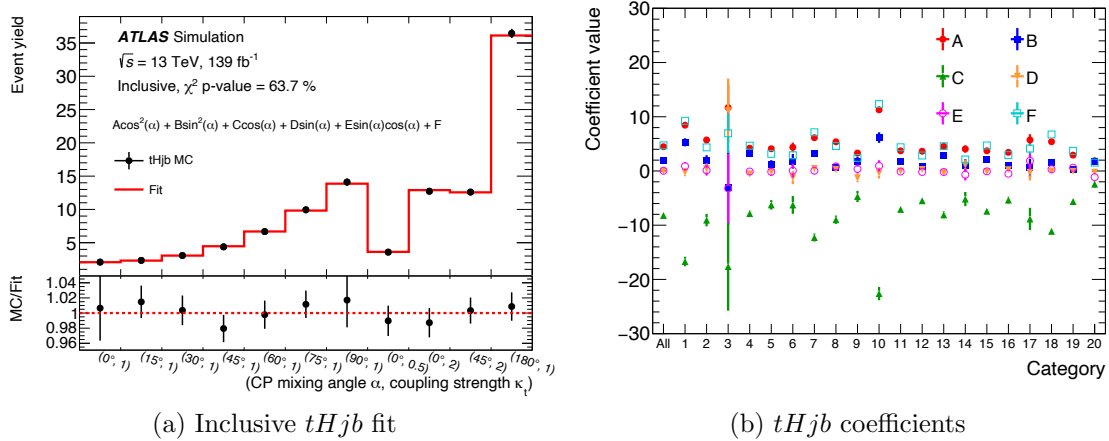 ATLAS Simulation
√s = 13 TeV, 139 fb⁻¹
Inclusive, χ² p-value = 63.7 %
Acos²(α) + Bsin²(α) + Ccos(α) + Dsin(α) + Esin(α)cos(α) + F
tHjb MC
Fit
Event yield
35
30
25
20
15
10
5
MC/Fit
1.04
1.02
1
0.98
0.96
(0°, 1) (15°, 1) (30°, 1) (45°, 1) (60°, 1) (75°, 1) (90°, 1) (0°, 0.5) (0°, 2) (45°, 2) (180°, 1)
(CP mixing angle α, coupling strength κt)
(a) Inclusive tHjb fit
Coefficient value
30
20
10
0
−10
−20
−30
A B
C D
E F
All 1 2 3 4 5 6 7 8 9 10 11 12 13 14 15 16 17 18 19 20
Category
(b) tHjb coefficients